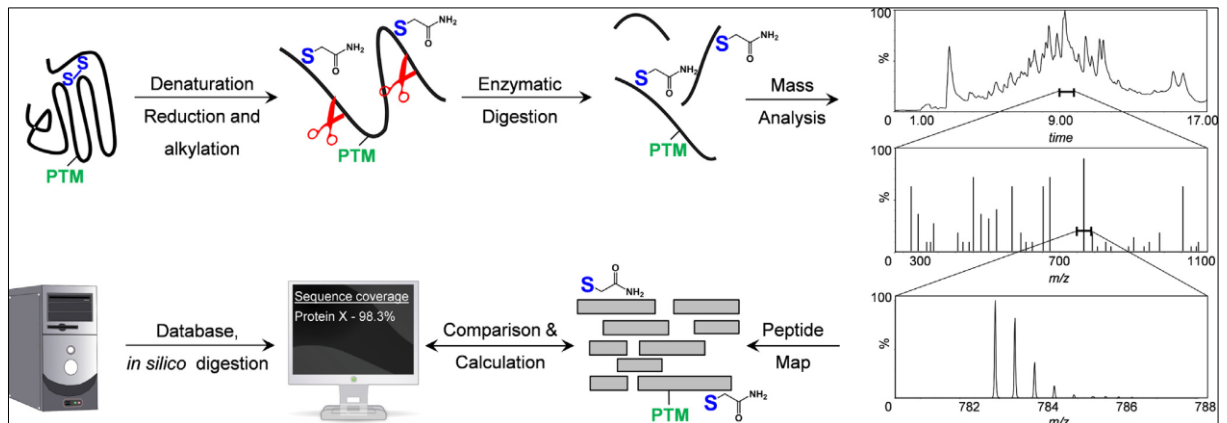 S
S
PTM
Denaturation
Reduction and
alkylation
S
NH2
O
S
NH2
O
PTM
Enzymatic
Digestion
S
NH2
O
S
NH2
O
PTM
Mass
Analysis
100
%
0
1.00
9.00
17.00
time
100
%
0
300
700
1100
m/z
100
%
0
782
784
786
788
m/z
Database,
in silico digestion
Sequence coverage
Protein X - 98.3%
Comparison &
Calculation
S
O
NH2
PTM
S
O
NH2
Peptide
Map